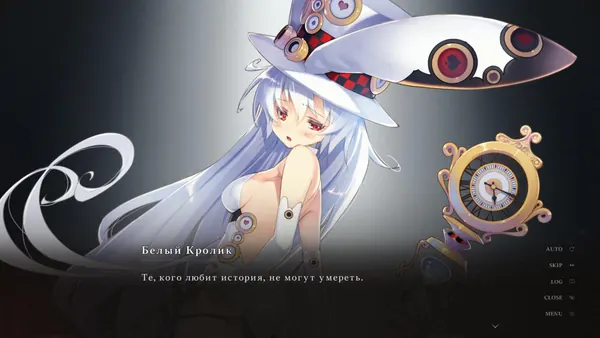 Белый Кролик
Те, кого любит история, не могут умереть.
AUTO
SKIP
LOG
CLOSE
MENU